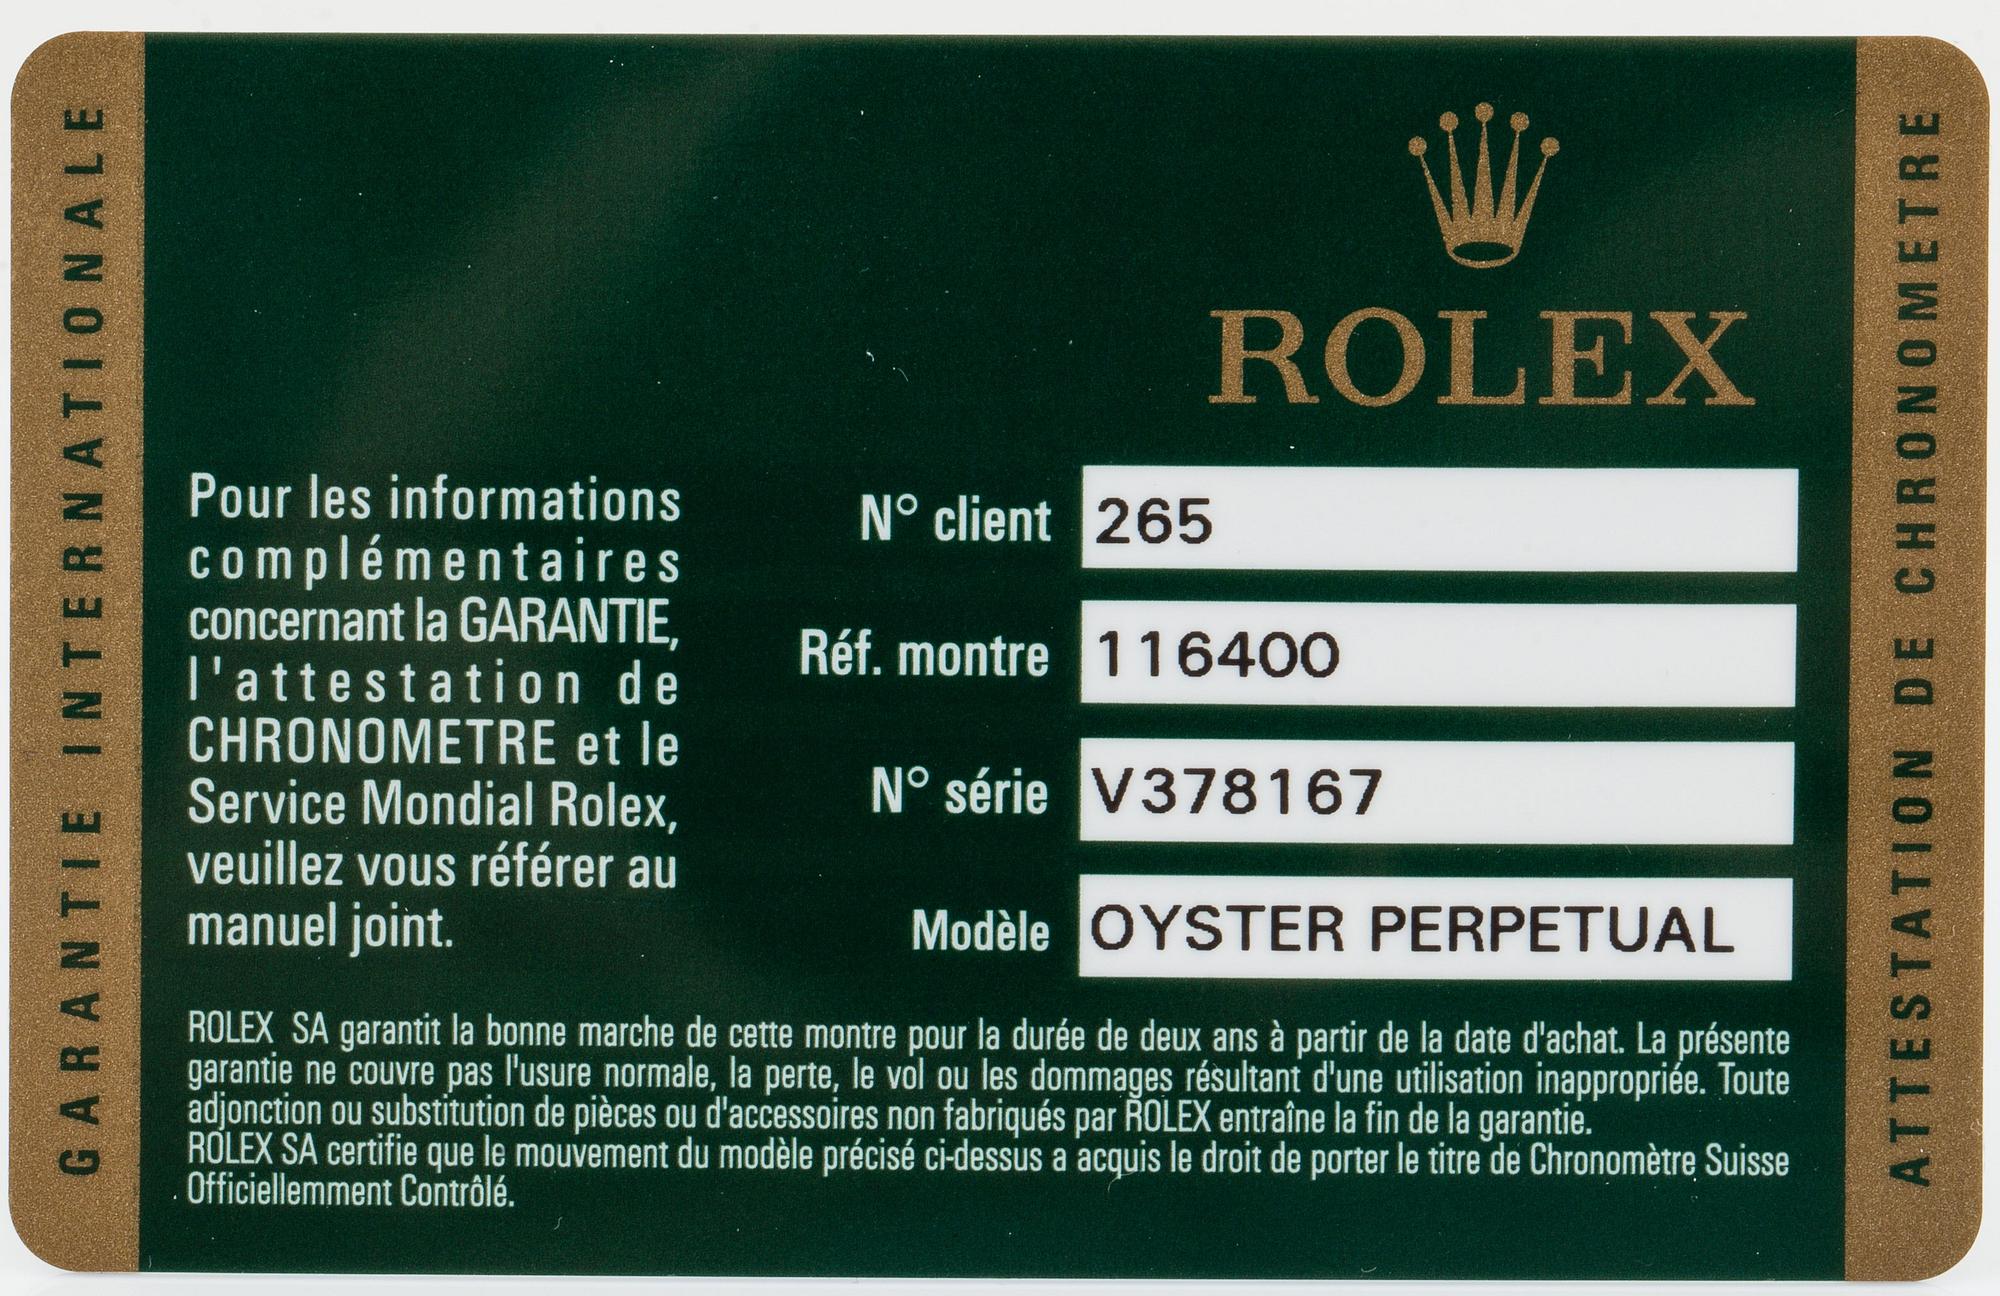 GARANTIE INTERNATIONALE
ROLEX
Pour les informations
complémentaires
concernant la GARANTIE,
l'attestation de
CHRONOMETRE et le
Service Mondial Rolex,
veuillez vous référer au
manuel joint.
N° client 265
Réf. montre 116400
N° série V378167
Modèle OYSTER PERPETUAL
ROLEX SA garantit la bonne marche de cette montre pour la durée de deux ans à partir de la date d'achat. La présente
garantie ne couvre pas l'usure normale, la perte, le vol ou les dommages résultant d'une utilisation inappropriée. Toute
adjonction ou substitution de pièces ou d'accessoires non fabriqués par ROLEX entraîne la fin de la garantie.
ROLEX SA certifie que le mouvement du modèle précisé ci-dessus a acquis le droit de porter le titre de Chronomètre Suisse
Officiellemment Contrôlé.
ATTESTATION DE CHRONOMETRE